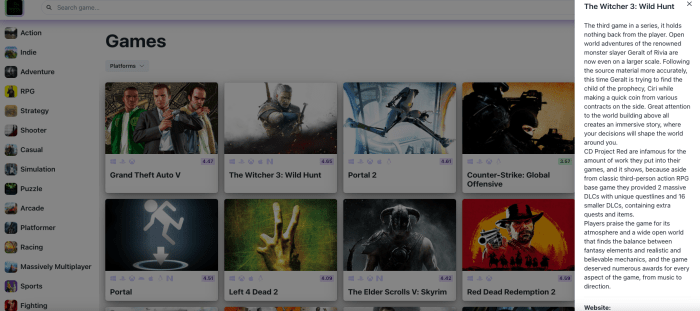 Search game...
Action
Indie
Adventure
RPG
Strategy
Shooter
Casual
Simulation
Puzzle
Arcade
Platformer
Racing
Massively Multiplayer
Sports
Fighting
Games
Platforms
4.47
Grand Theft Auto V
4.65
The Witcher 3: Wild Hunt
4.61
Portal 2
3.57
Counter-Strike: Global
Offensive
4.51
Portal
4.09
Left 4 Dead 2
4.42
The Elder Scrolls V: Skyrim
4.59
Red Dead Redemption 2
The Witcher 3: Wild Hunt
The third game in a series, it holds
nothing back from the player. Open
world adventures of the renowned
monster slayer Geralt of Rivia are
now even on a larger scale. Following
the source material more accurately,
this time Geralt is trying to find the
child of the prophecy, Ciri while
making a quick coin from various
contracts on the side. Great attention
to the world building above all
creates an immersive story, where
your decisions will shape the world
around you.
CD Project Red are infamous for the
amount of work they put into their
games, and it shows, because aside
from classic third-person action RPG
base game they provided 2 massive
DLCs with unique questlines and 16
smaller DLCs, containing extra
quests and items.
Players praise the game for its
atmosphere and a wide open world
that finds the balance between
fantasy elements and realistic and
believable mechanics, and the game
deserved numerous awards for every
aspect of the game, from music to
direction.
Website: